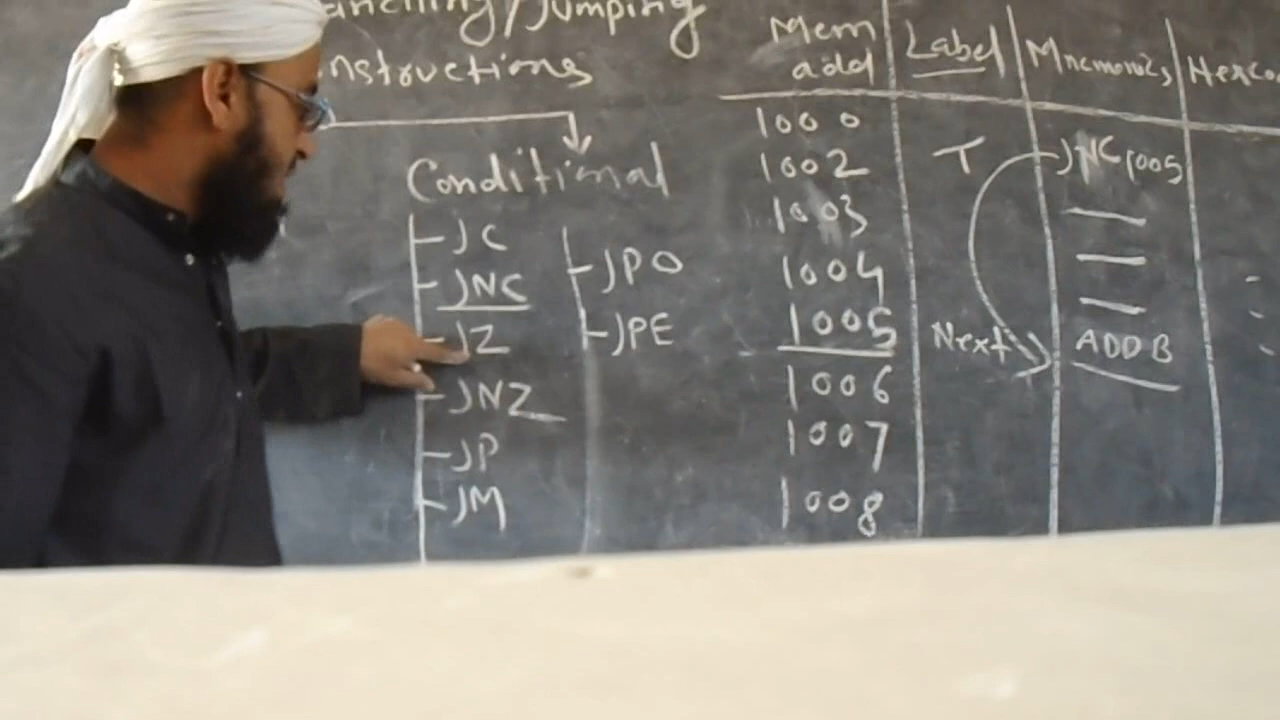 Jumping
nstructions
Conditional
JC
JNC
JZ
JNZ
JP
JM
JPO
JPE
Mem add Label Mnemonics
1000
1002 T JNC 1005
1003
1004
1005 Next ADD B
1006
1007
1008